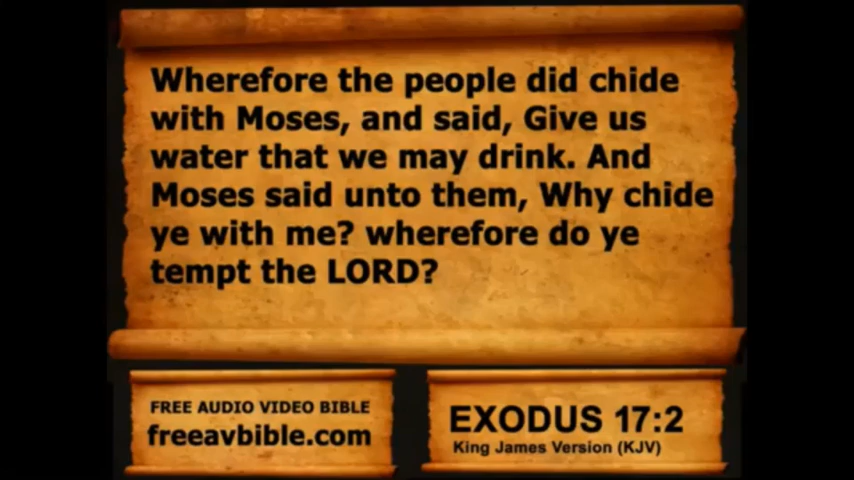 Wherefore the people did chide
with Moses, and said, Give us
water that we may drink. And
Moses said unto them, Why chide
ye with me? wherefore do ye
tempt the LORD?
FREE AUDIO VIDEO BIBLE
freeavbible.com
EXODUS 17:2
King James Version (KJV)